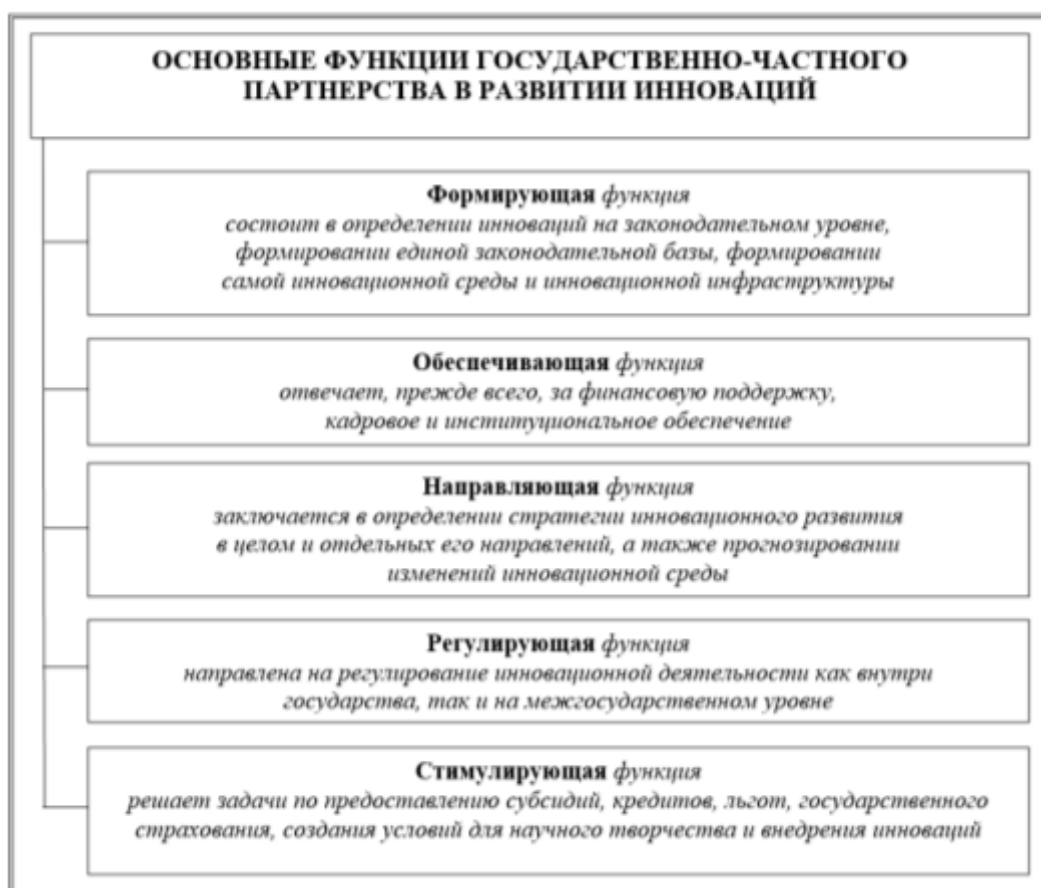 ОСНОВНЫЕ ФУНКЦИИ ГОСУДАРСТВЕННО-ЧАСТНОГО
ПАРТНЕРСТВА В РАЗВИТИИ ИННОВАЦИЙ
Формирующая функция
состоит в определении инноваций на законодательном уровне,
формировании единой законодательной базы, формировании
самой инновационной среды и инновационной инфраструктуры
Обеспечивающая функция
отвечает, прежде всего, за финансовую поддержку,
кадровое и институциональное обеспечение
Направляющая функция
заключается в определении стратегии инновационного развития
в целом и отдельных его направлений, а также прогнозировании
изменений инновационной среды
Регулирующая функция
направлена на регулирование инновационной деятельности как внутри
государства, так и на межгосударственном уровне
Стимулирующая функция
решает задачи по предоставлению субсидий, кредитов, льгот, государственного
страхования, создания условий для научного творчества и внедрения инноваций